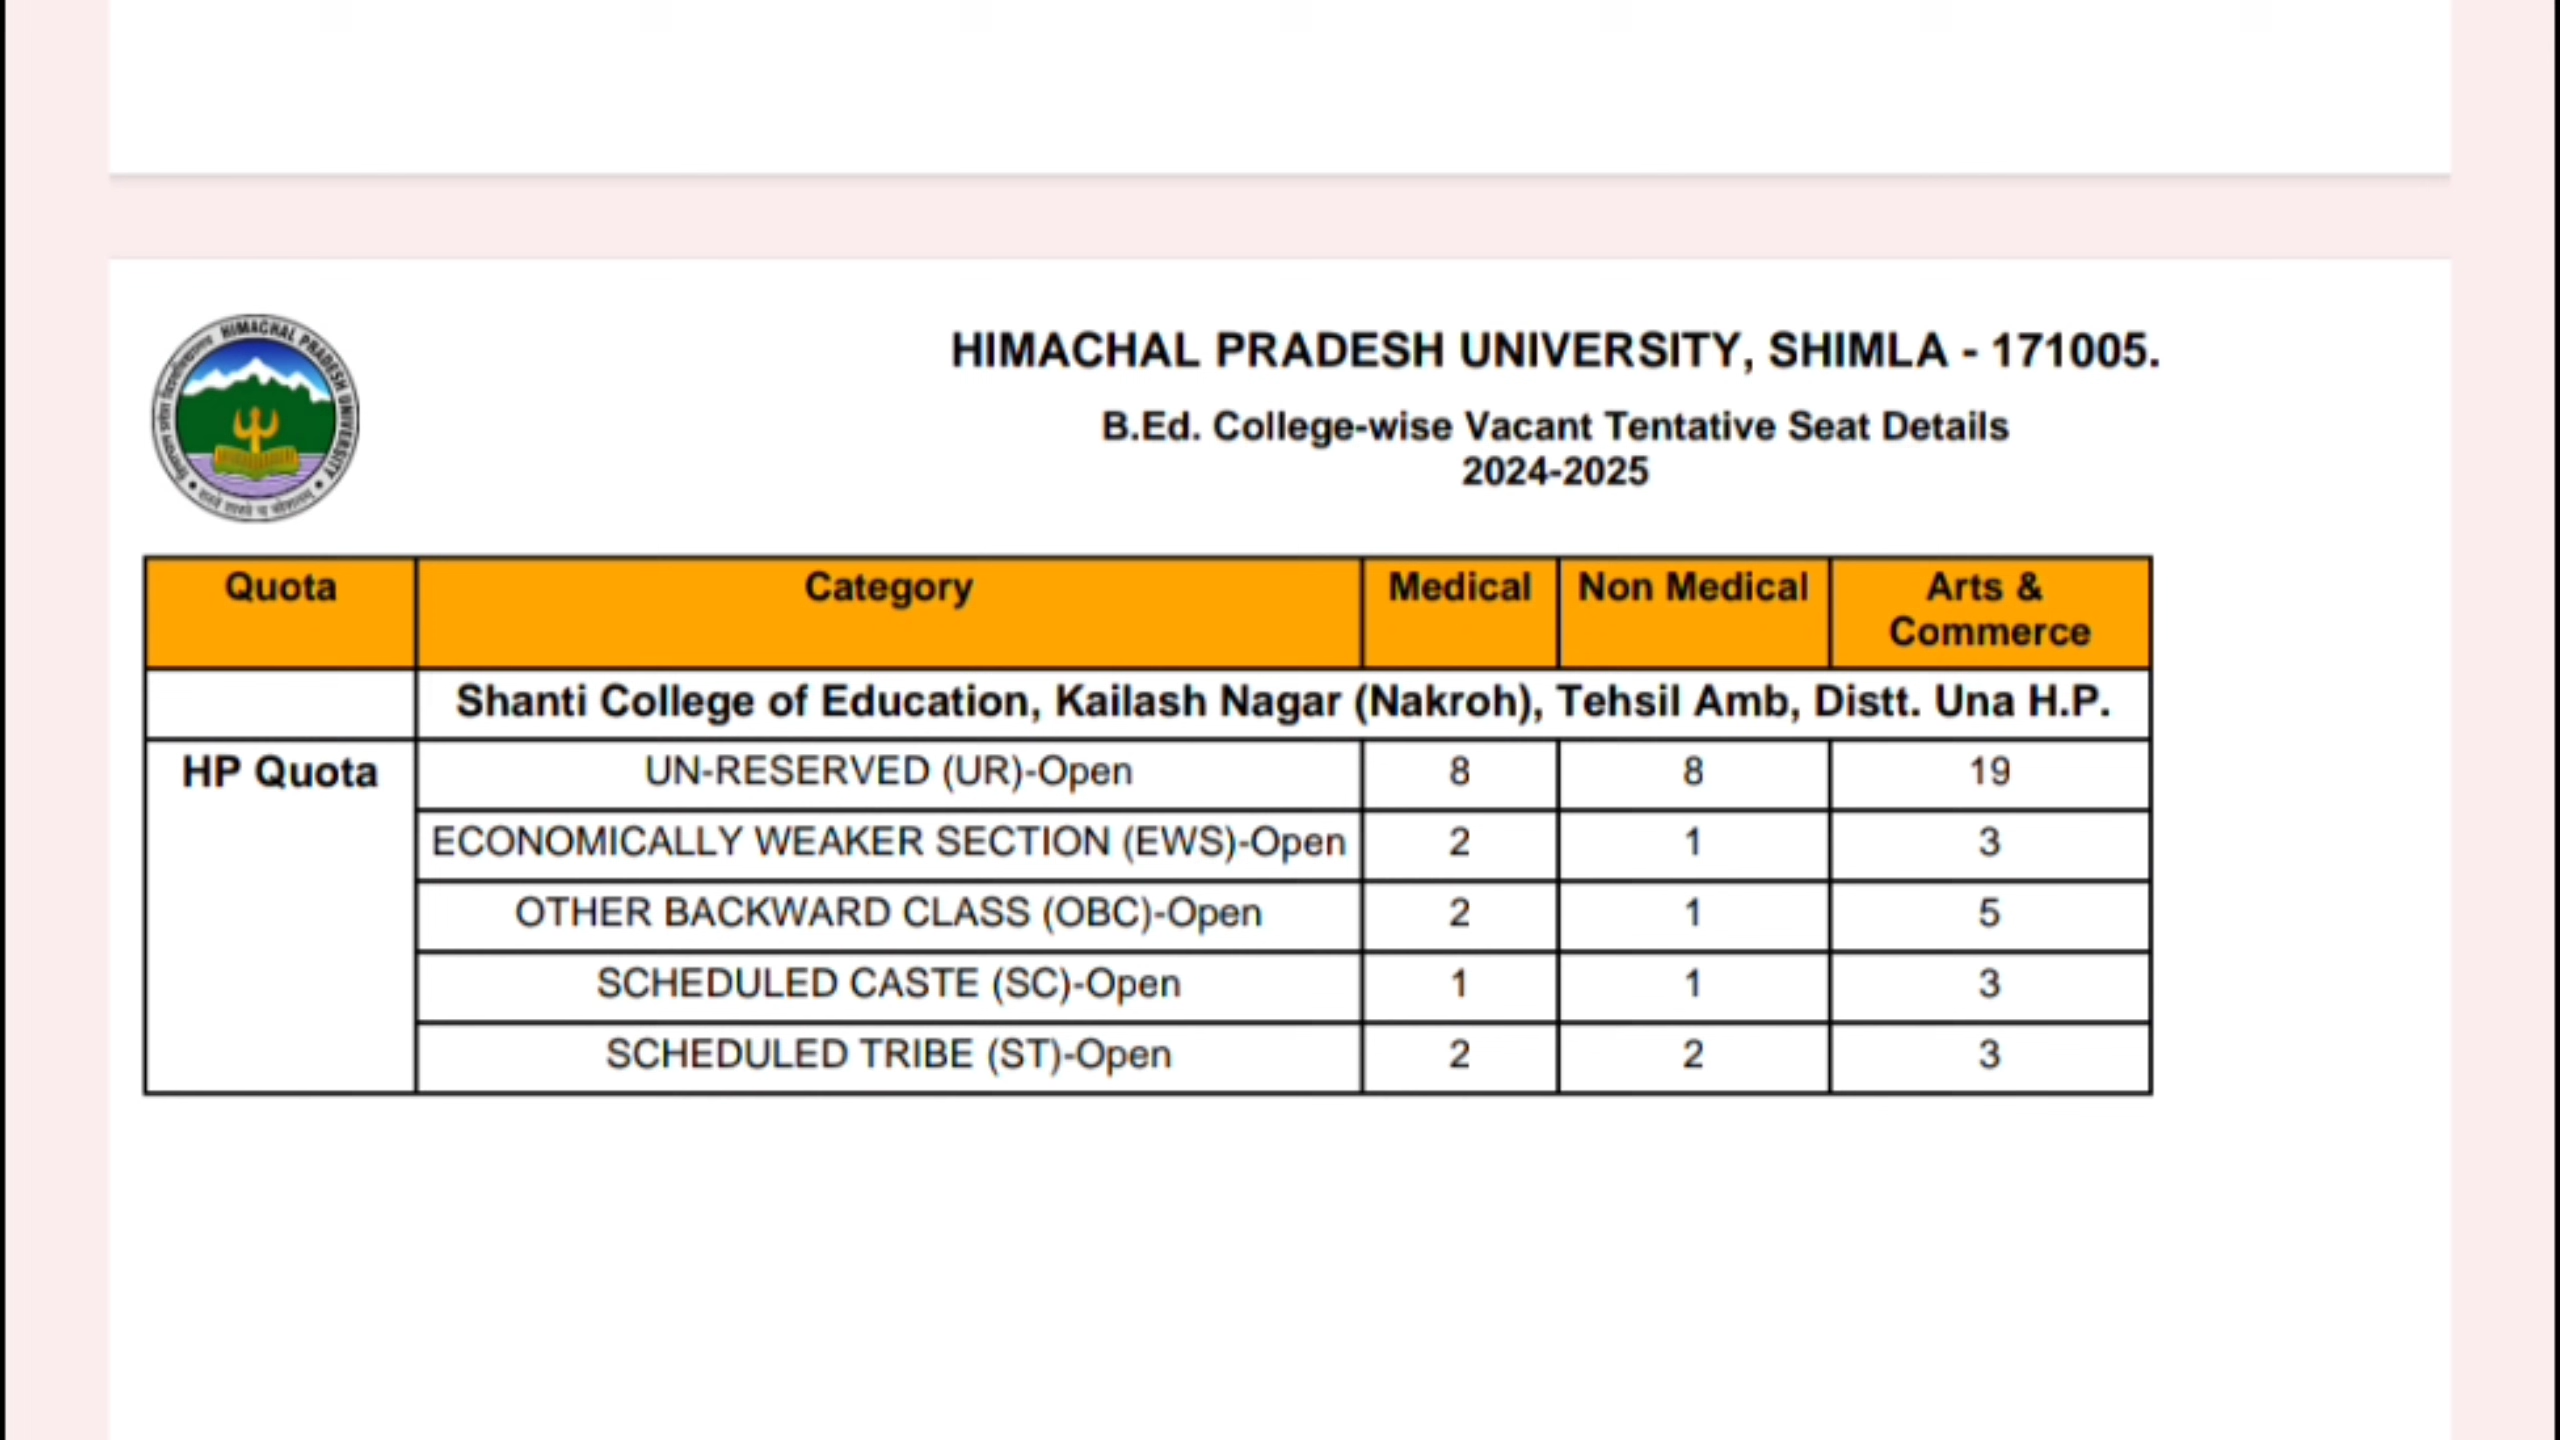 HIMACHAL PRADESH UNIVERSITY
HIMACHAL PRADESH UNIVERSITY, SHIMLA - 171005.
B.Ed. College-wise Vacant Tentative Seat Details
2024-2025
Quota Category Medical Non Medical Arts &
Commerce
Shanti College of Education, Kailash Nagar (Nakroh), Tehsil Amb, Distt. Una H.P.
HP Quota UN-RESERVED (UR)-Open 8 8 19
ECONOMICALLY WEAKER SECTION (EWS)-Open 2 1 3
OTHER BACKWARD CLASS (OBC)-Open 2 1 5
SCHEDULED CASTE (SC)-Open 1 1 3
SCHEDULED TRIBE (ST)-Open 2 2 3